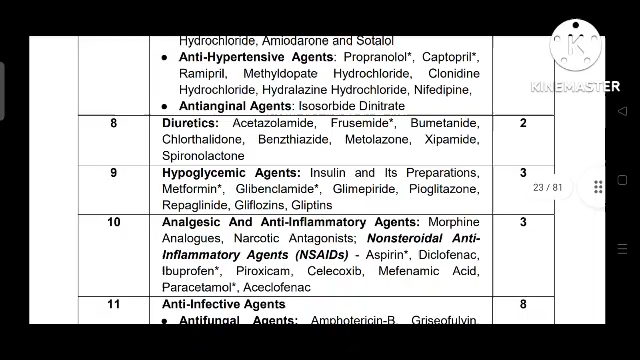 Hydrochloride, Amiodarone and Sotalol
● Anti-Hypertensive Agents: Propranolol*, Captopril*,
Ramipril, Methyldopate Hydrochloride, Clonidine
Hydrochloride, Hydralazine Hydrochloride, Nifedipine,
● Antianginal Agents: Isosorbide Dinitrate
8 Diuretics: Acetazolamide, Frusemide*, Bumetanide, 2
Chlorthalidone, Benzthiazide, Metolazone, Xipamide,
Spironolactone
9 Hypoglycemic Agents: Insulin and Its Preparations, 3
Metformin*, Glibenclamide*, Glimepiride, Pioglitazone,
Repaglinide, Gliflozins, Gliptins
10 Analgesic And Anti-Inflammatory Agents: Morphine 3
Analogues, Narcotic Antagonists; Nonsteroidal Anti-
Inflammatory Agents (NSAIDs) - Aspirin*, Diclofenac,
Ibuprofen*, Piroxicam, Celecoxib, Mefenamic Acid,
Paracetamol*, Aceclofenac
11 Anti-Infective Agents 8
● Antifungal Agents: Amphotericin-B, Griseofulvin,
K
KINEMASTER
23 / 81